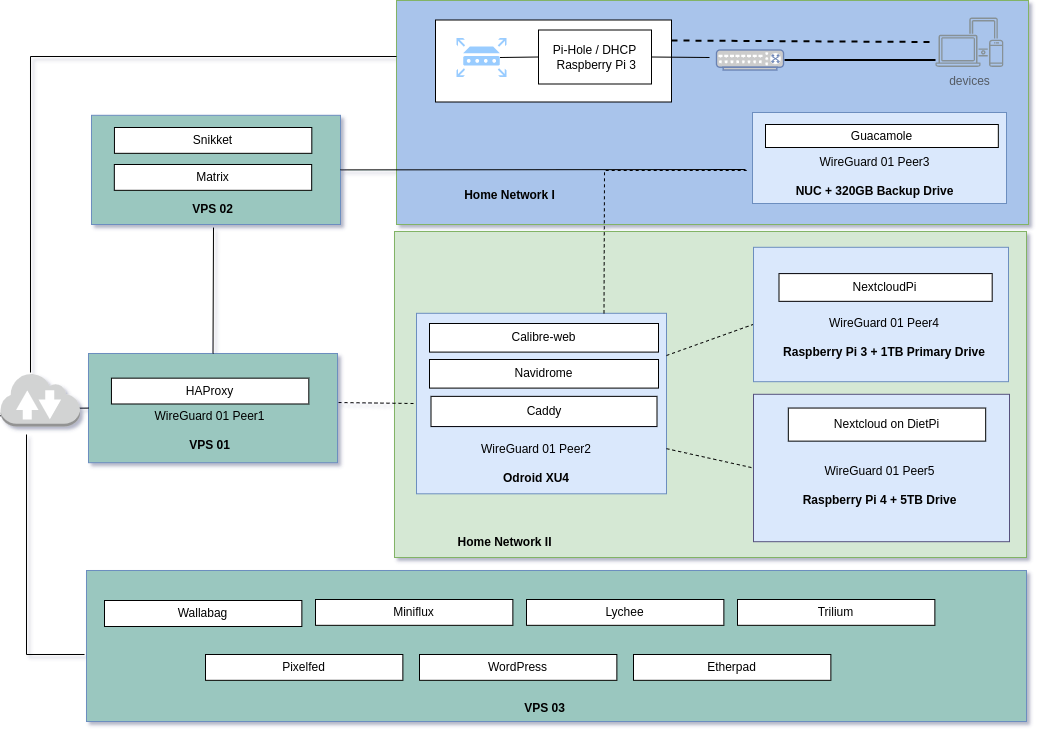 Pi-Hole / DHCP
Raspberry Pi 3
devices
Guacamole
WireGuard 01 Peer3
NUC + 320GB Backup Drive
Home Network I
Snikket
Matrix
VPS 02
NextcloudPi
WireGuard 01 Peer4
Raspberry Pi 3 + 1TB Primary Drive
Calibre-web
Navidrome
Caddy
WireGuard 01 Peer2
Odroid XU4
HAProxy
WireGuard 01 Peer1
VPS 01
Nextcloud on DietPi
WireGuard 01 Peer5
Raspberry Pi 4 + 5TB Drive
Home Network II
Wallabag
Miniflux
Lychee
Trilium
Pixelfed
WordPress
Etherpad
VPS 03